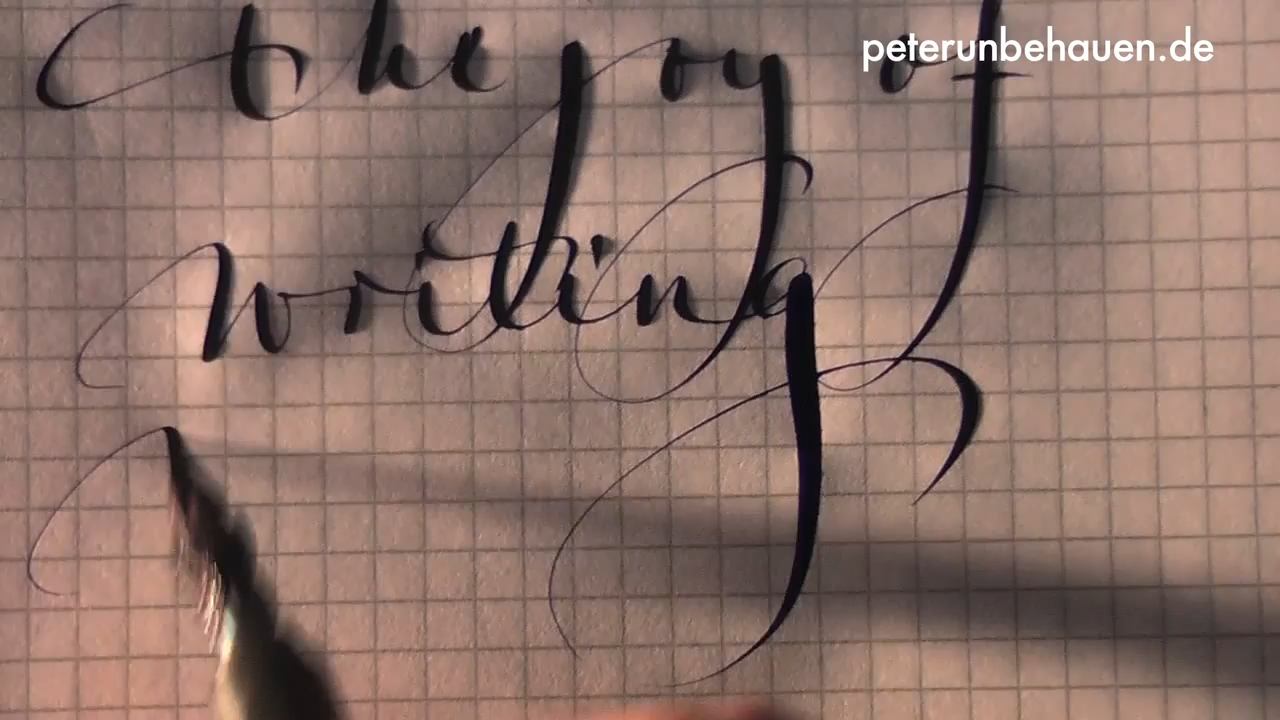 peterunbehauen.de
the joy of
writing